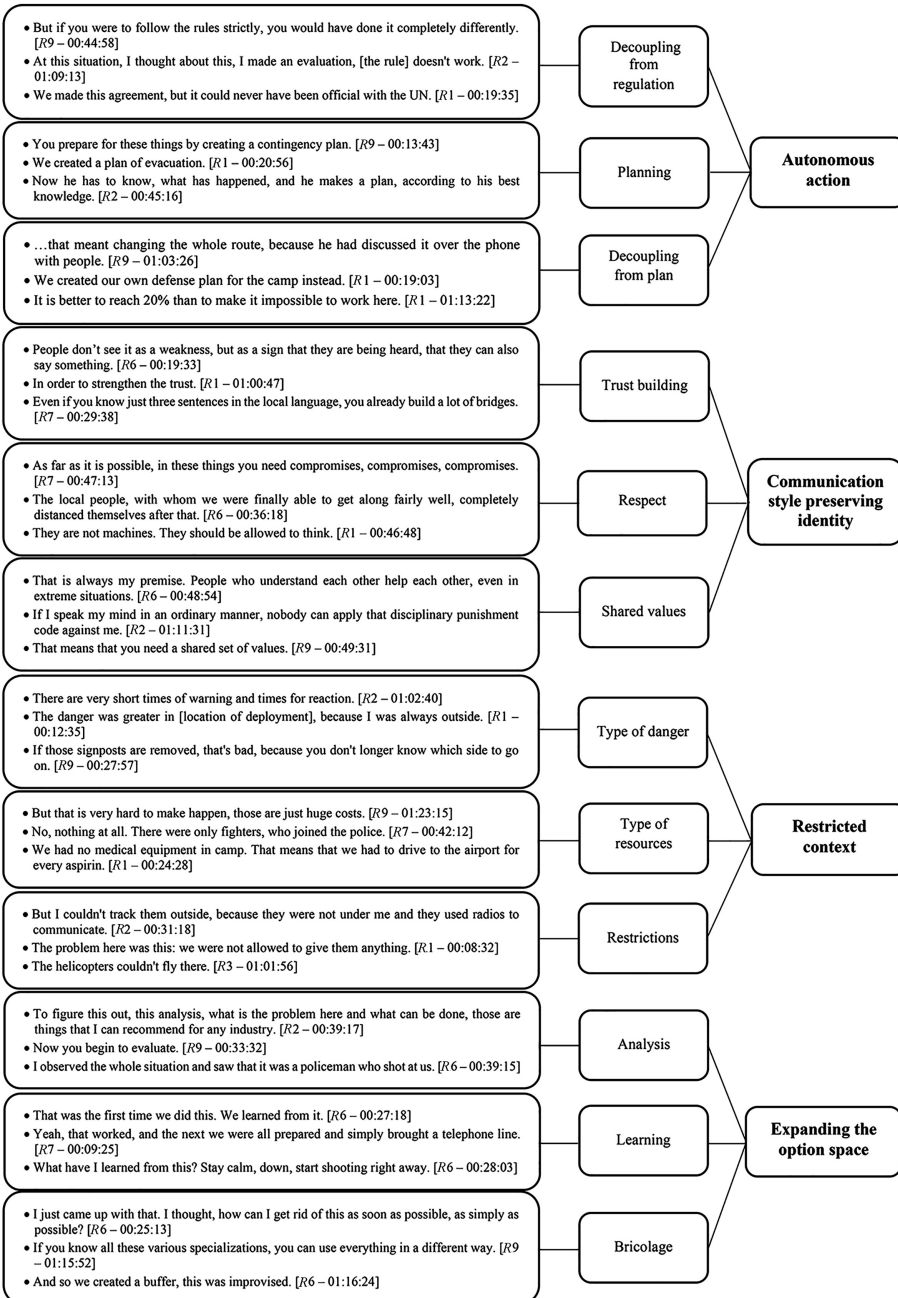 • But if you were to follow the rules strictly, you would have done it completely differently.
[R9 – 00:44:58]
• At this situation, I thought about this, I made an evaluation, [the rule] doesn't work. [R2 –
01:09:13]
• We made this agreement, but it could never have been official with the UN. [R1 – 00:19:35]
Decoupling
from
regulation
• You prepare for these things by creating a contingency plan. [R9 – 00:13:43]
• We created a plan of evacuation. [R1 – 00:20:56]
• Now he has to know, what has happened, and he makes a plan, according to his best
knowledge. [R2 – 00:45:16]
Planning
• …that meant changing the whole route, because he had discussed it over the phone
with people. [R9 – 01:03:26]
• We created our own defense plan for the camp instead. [R1 – 00:19:03]
• It is better to reach 20% than to make it impossible to work here. [R1 – 01:13:22]
Decoupling
from plan
Autonomous
action
• People don’t see it as a weakness, but as a sign that they are being heard, that they can also
say something. [R6 – 00:19:33]
• In order to strengthen the trust. [R1 – 01:00:47]
• Even if you know just three sentences in the local language, you already build a lot of bridges.
[R7 – 00:29:38]
Trust building
• As far as it is possible, in these things you need compromises, compromises, compromises.
[R7 – 00:47:13]
• The local people, with whom we were finally able to get along fairly well, completely
distanced themselves after that. [R6 – 00:36:18]
• They are not machines. They should be allowed to think. [R1 – 00:46:48]
Respect
• That is always my premise. People who understand each other help each other, even in
extreme situations. [R6 – 00:48:54]
• If I speak my mind in an ordinary manner, nobody can apply that disciplinary punishment
code against me. [R2 – 01:11:31]
• That means that you need a shared set of values. [R9 – 00:49:31]
Shared values
Communication
style preserving
identity
• There are very short times of warning and times for reaction. [R2 – 01:02:40]
• The danger was greater in [location of deployment], because I was always outside. [R1 –
00:12:35]
• If those signposts are removed, that's bad, because you don't longer know which side to go
on. [R9 – 00:27:57]
Type of danger
• But that is very hard to make happen, those are just huge costs. [R9 – 01:23:15]
• No, nothing at all. There were only fighters, who joined the police. [R7 – 00:42:12]
• We had no medical equipment in camp. That means that we had to drive to the airport for
every aspirin. [R1 – 00:24:28]
Type of
resources
• But I couldn't track them outside, because they were not under me and they used radios to
communicate. [R2 – 00:31:18]
• The problem here was this: we were not allowed to give them anything. [R1 – 00:08:32]
• The helicopters couldn't fly there. [R3 – 01:01:56]
Restrictions
Restricted
context
• To figure this out, this analysis, what is the problem here and what can be done, those are
things that I can recommend for any industry. [R2 – 00:39:17]
• Now you begin to evaluate. [R9 – 00:33:32]
• I observed the whole situation and saw that it was a policeman who shot at us. [R6 – 00:39:15]
Analysis
• That was the first time we did this. We learned from it. [R6 – 00:27:18]
• Yeah, that worked, and the next we were all prepared and simply brought a telephone line.
[R7 – 00:09:25]
• What have I learned from this? Stay calm, down, start shooting right away. [R6 – 00:28:03]
Learning
• I just came up with that. I thought, how can I get rid of this as soon as possible, as simply as
possible? [R6 – 00:25:13]
• If you know all these various specializations, you can use everything in a different way. [R9
– 01:15:52]
• And so we created a buffer, this was improvised. [R6 – 01:16:24]
Bricolage
Expanding the
option space